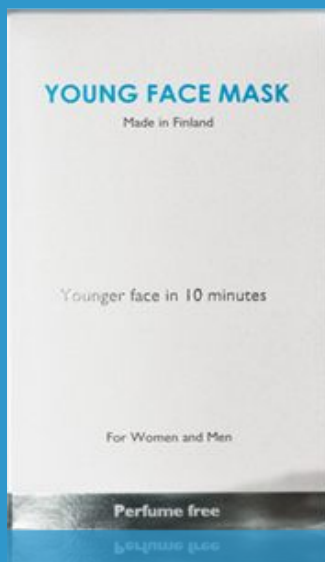 YOUNG FACE MASK
Made in Finland
Younger face in 10 minutes
For Women and Men
Perfume free